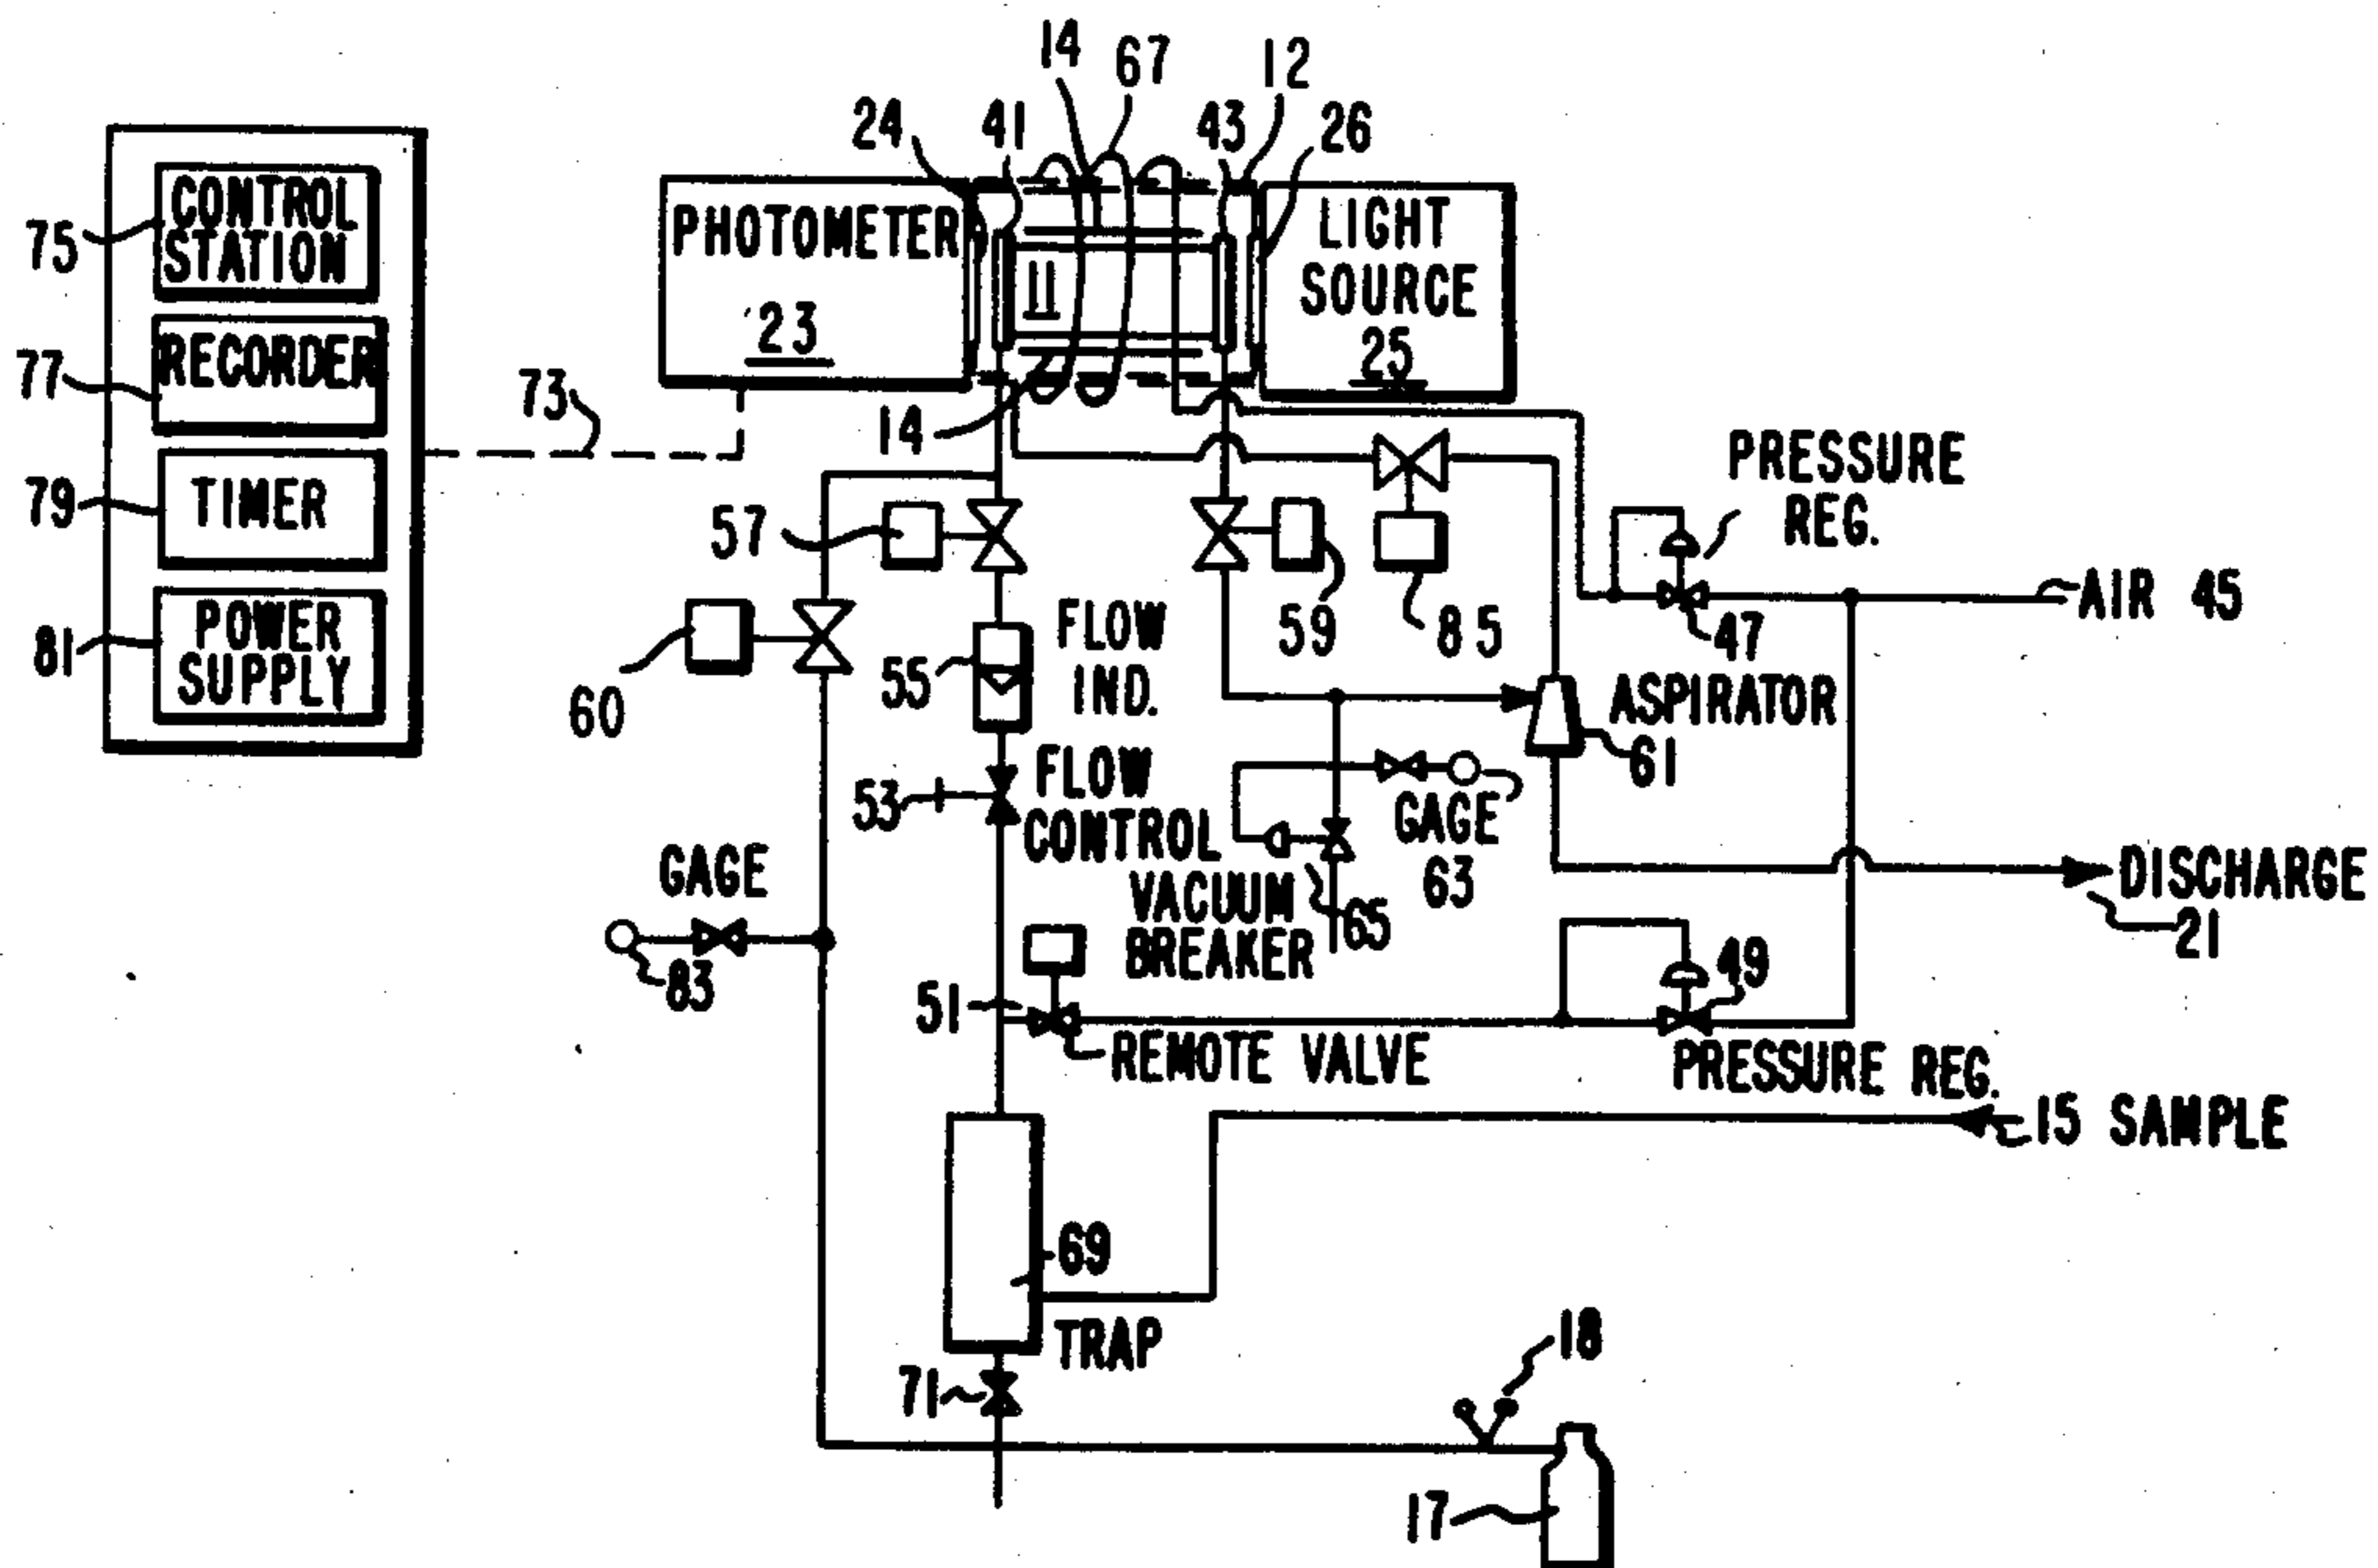 14 67 12
24 41 43 26
CONTROL
STATION
75
PHOTOMETER
23
11
LIGHT
SOURCE
25
RECORDER
77
73
14
PRESSURE
REG.
TIMER
79
57
59
85
47
AIR 45
POWER
SUPPLY
81
60
55
FLOW
IND.
ASPIRATOR
61
53
FLOW
CONTROL
GAGE
63
GAGE
83
VACUUM
BREAKER
65
DISCHARGE
21
51
49
REMOTE VALVE
PRESSURE REG.
15 SAMPLE
69
TRAP
71
18
17